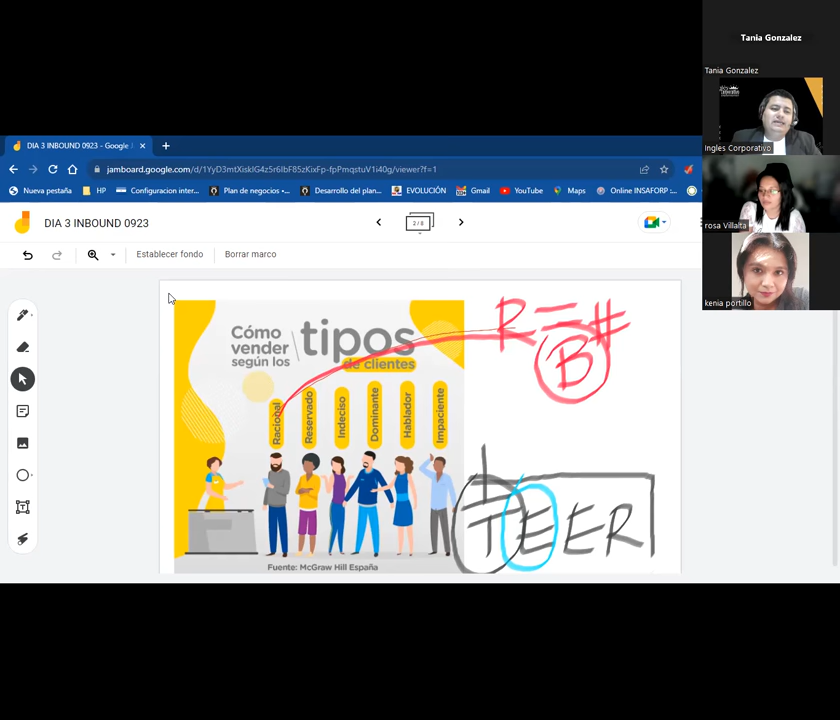 Tania Gonzalez
Tania Gonzalez
Ingles Corporativo
rosa Villalta
kenia portillo
DIA 3 INBOUND 0923 - Google
jamboard.google.com/d/1YyD3mtXisklG4z5r6lbF85zKixFp-fpPmqstuV1i40g/viewer?f=1
Nueva pestaña
HP
Configuracion inter...
Plan de negocios •...
Desarrollo del plan...
EVOLUCIÓN
Gmail
YouTube
Maps
Online INSAFORP ::...
DIA 3 INBOUND 0923
2 / 8
Establecer fondo
Borrar marco
Cómo
vender
según los
tipos
de clientes
Racional
Reservado
Indeciso
Dominante
Hablador
Impaciente
Fuente: McGraw Hill España
R = #
B
TEER